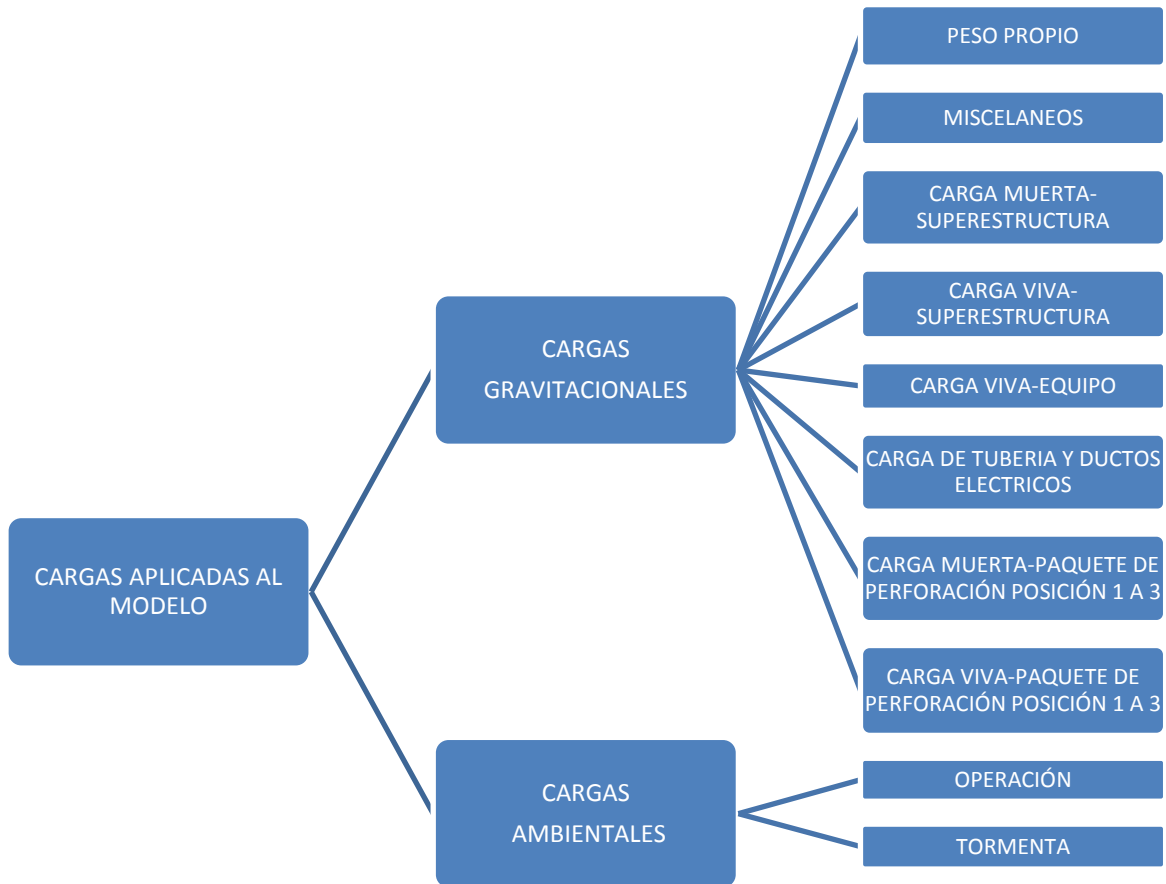 PESO PROPIO
MISCELANEOS
CARGA MUERTA-
SUPERESTRUCTURA
CARGA VIVA-
SUPERESTRUCTURA
CARGAS
GRAVITACIONALES
CARGA VIVA-EQUIPO
CARGA DE TUBERIA Y DUCTOS
ELECTRICOS
CARGAS APLICADAS AL
MODELO
CARGA MUERTA-PAQUETE DE
PERFORACIÓN POSICIÓN 1 A 3
CARGA VIVA-PAQUETE DE
PERFORACIÓN POSICIÓN 1 A 3
CARGAS
AMBIENTALES
OPERACIÓN
TORMENTA